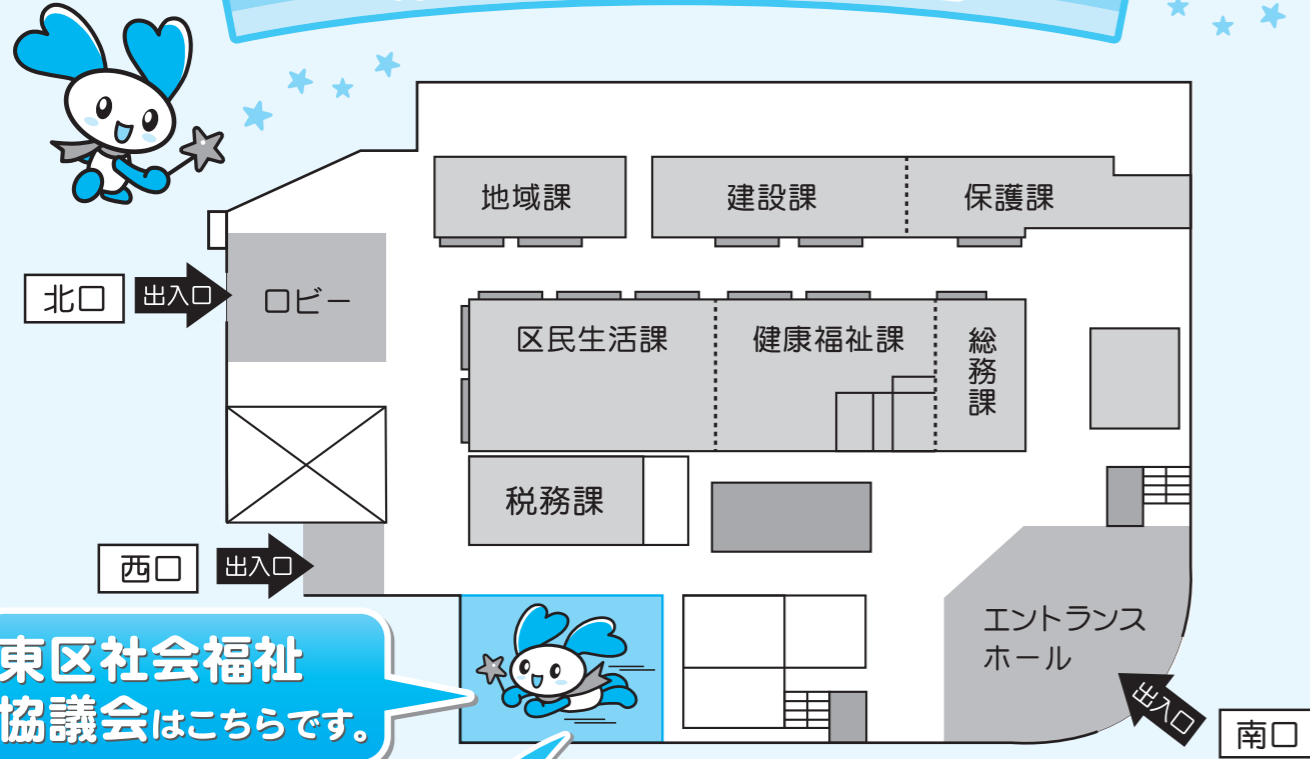 地域課
建設課
保護課
北口
出入口
ロビー
区民生活課
健康福祉課
総務課
税務課
西口
出入口
エントランス
ホール
東区社会福祉
協議会はこちらです。
出入口
南口